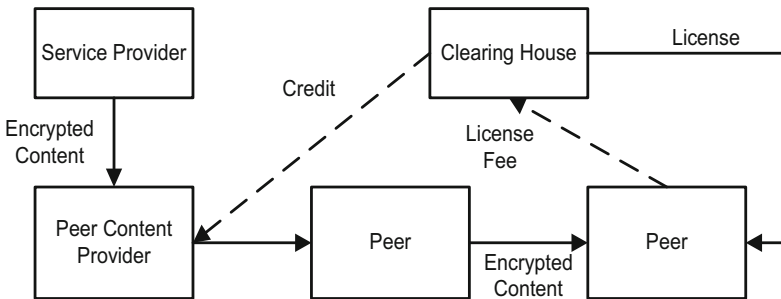 Service Provider
Clearing House
License
Credit
Encrypted
Content
License
Fee
Peer Content
Provider
Peer
Peer
Encrypted
Content